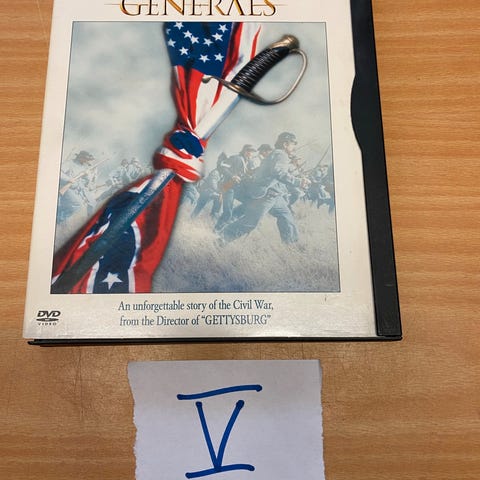 GENERALS
An unforgettable story of the Civil War,
from the Director of "GETTYSBURG"
DVD
VIDEO
V